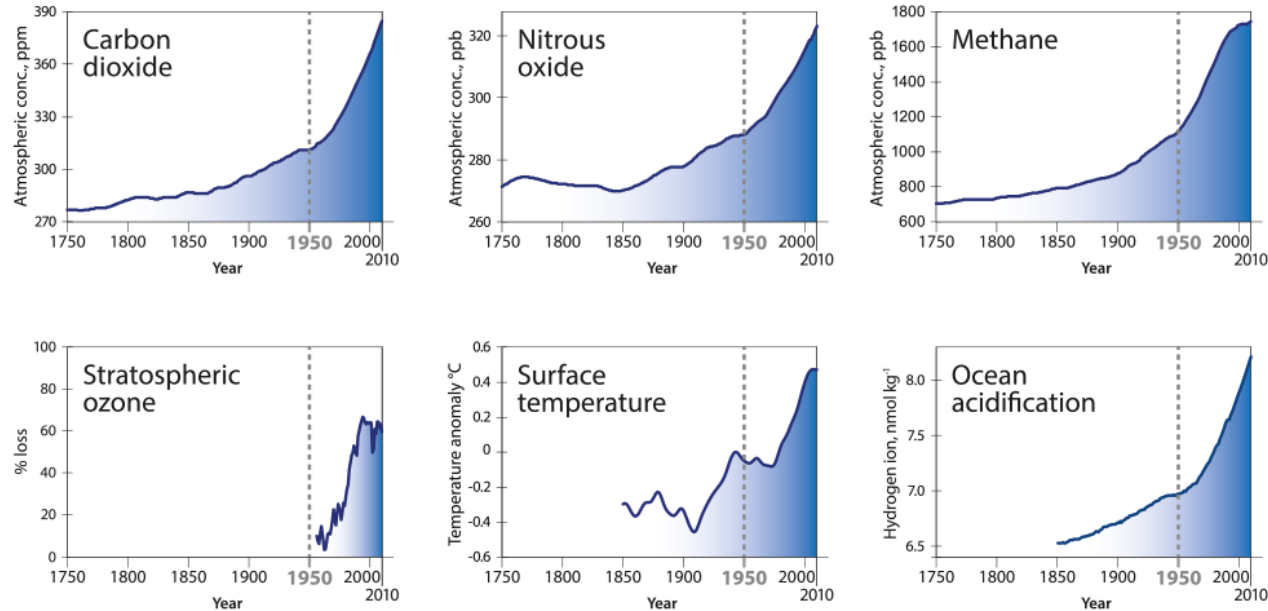 Carbon
dioxide
Atmospheric conc., ppm
390
360
330
300
270
1750 1800 1850 1900 1950 2000
2010
Year
Nitrous
oxide
Atmospheric conc., ppb
320
300
280
260
1750 1800 1850 1900 1950 2000
2010
Year
Methane
Atmospheric conc., ppb
1800
1600
1400
1200
1000
800
600
1750 1800 1850 1900 1950 2000
2010
Year
Stratospheric
ozone
% loss
100
80
60
40
20
0
1750 1800 1850 1900 1950 2000
2010
Year
Surface
temperature
Temperature anomaly °C
0.6
0.4
0.2
0
-0.2
-0.4
-0.6
1750 1800 1850 1900 1950 2000
2010
Year
Ocean
acidification
Hydrogen ion, nmol kg⁻¹
8.0
7.5
7.0
6.5
1750 1800 1850 1900 1950 2000
2010
Year